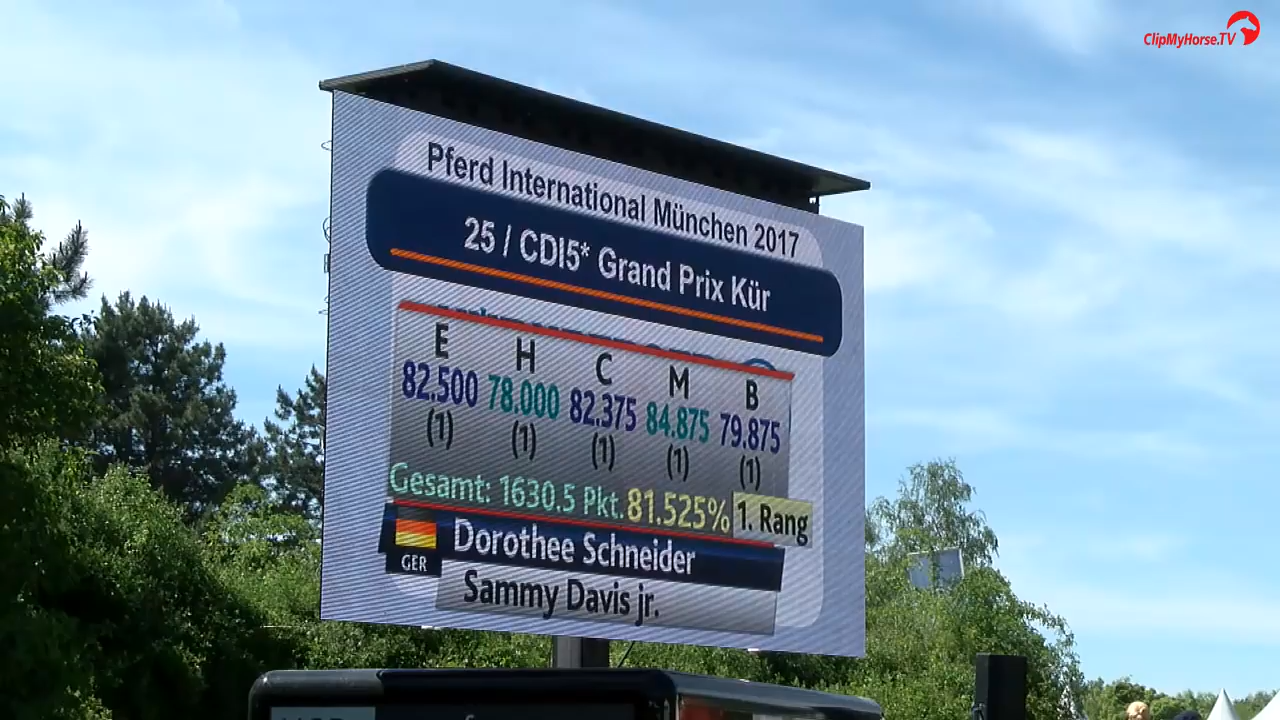 ClipMyHorse.TV
Pferd International München 2017
25 / CDI5* Grand Prix Kür
E H C M B
82.500 78.000 82.375 84.875 79.875
(1) (1) (1) (1) (1)
Gesamt: 1630.5 Pkt. 81.525% 1. Rang
GER Dorothee Schneider
Sammy Davis jr.